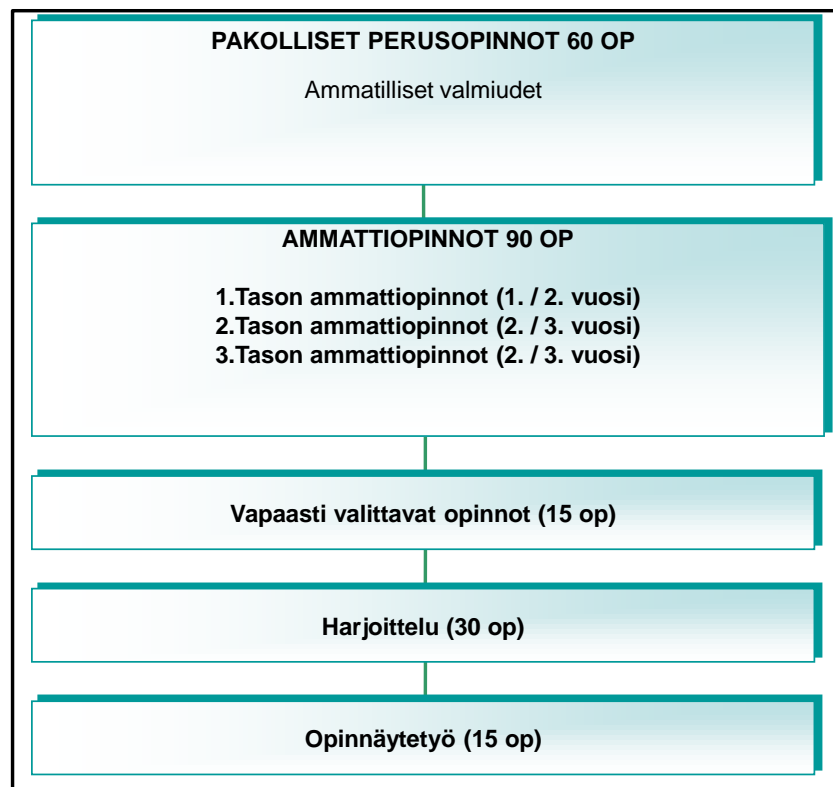 PAKOLLISET PERUSOPINNOT 60 OP
Ammatilliset valmiudet
AMMATTIOPINNOT 90 OP
1.Tason ammattiopinnot (1. / 2. vuosi)
2.Tason ammattiopinnot (2. / 3. vuosi)
3.Tason ammattiopinnot (2. / 3. vuosi)
Vapaasti valittavat opinnot (15 op)
Harjoittelu (30 op)
Opinnäytetyö (15 op)